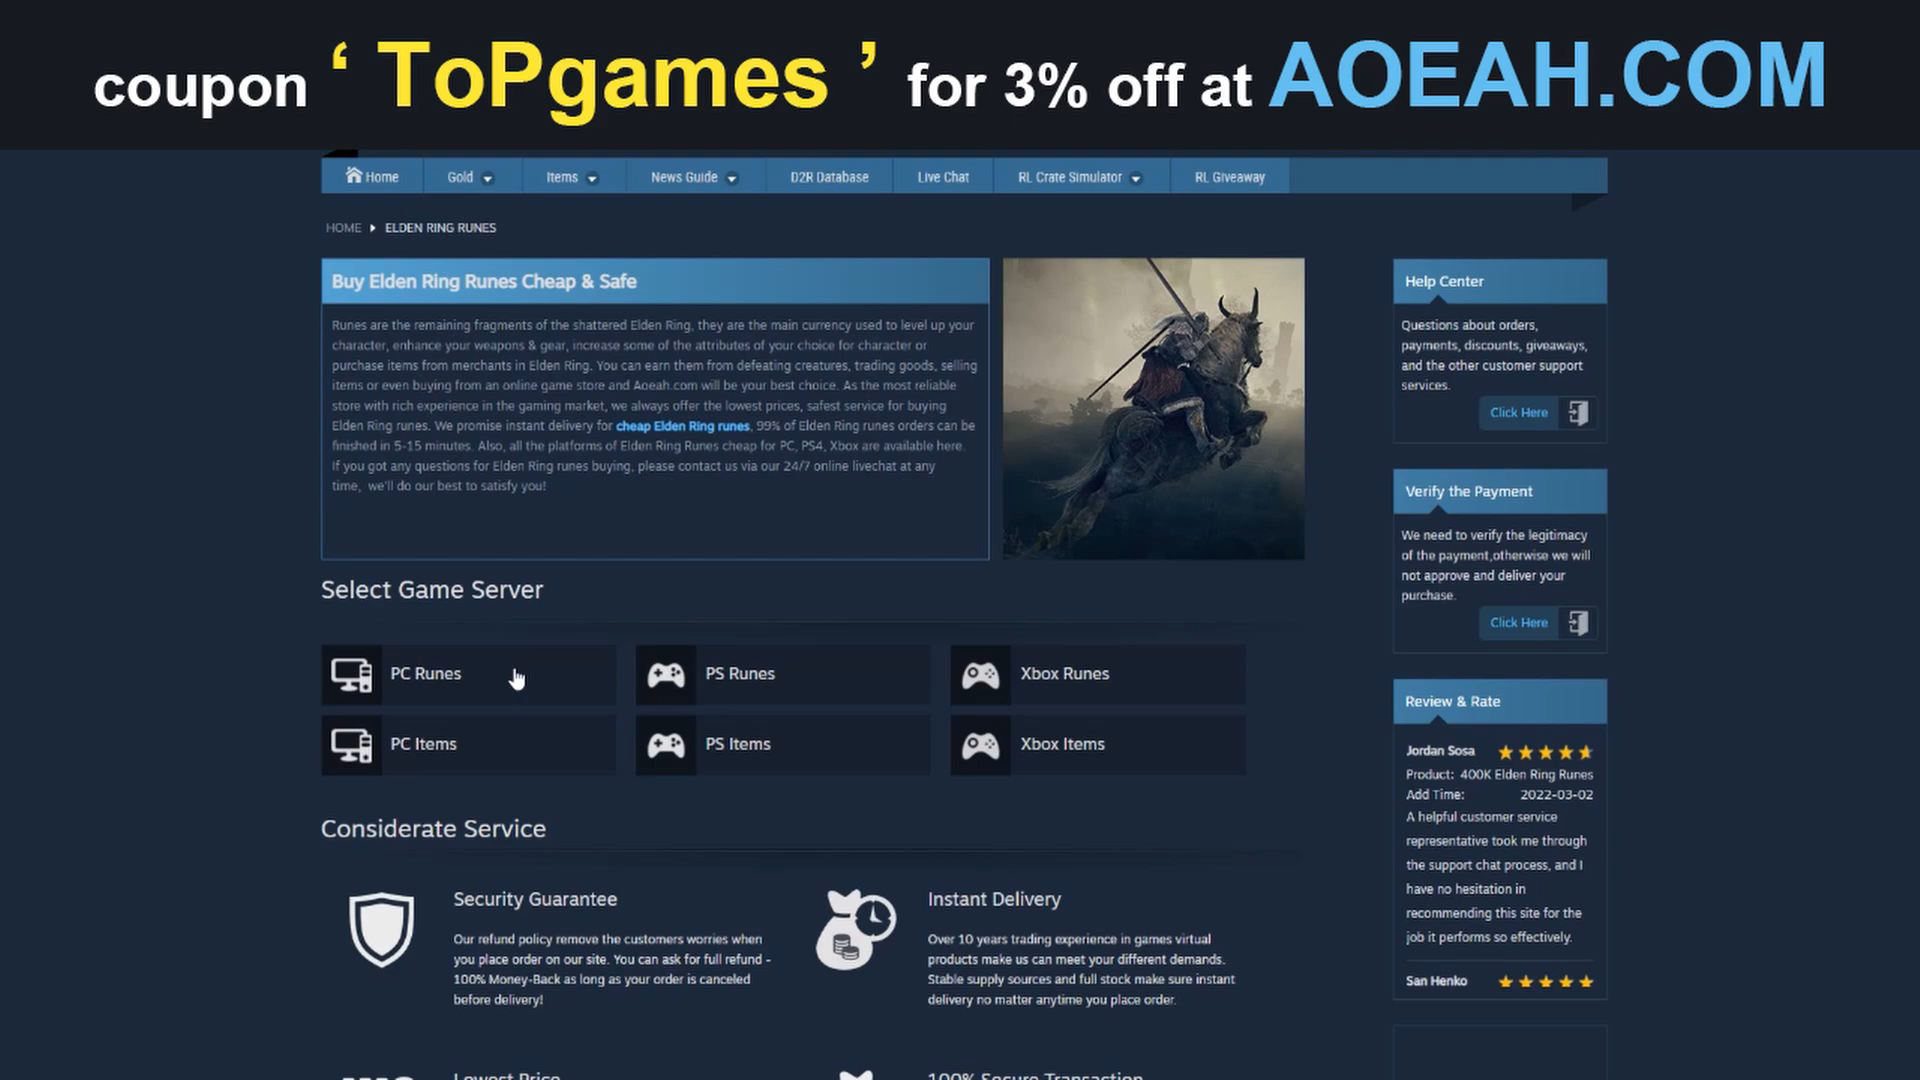 coupon ‘ ToPgames ’ for 3% off at AOEAH.COM
Home Gold Items News Guide D2R Database Live Chat RL Crate Simulator RL Giveaway
HOME ELDEN RING RUNES
Buy Elden Ring Runes Cheap & Safe
Runes are the remaining fragments of the shattered Elden Ring, they are the main currency used to level up your
character, enhance your weapons & gear, increase some of the attributes of your choice for character or
purchase items from merchants in Elden Ring. You can earn them from defeating creatures, trading goods, selling
items or even buying from an online game store and Aoeah.com will be your best choice. As the most reliable
store with rich experience in the gaming market, we always offer the lowest prices, safest service for buying
Elden Ring runes. We promise instant delivery for cheap Elden Ring runes, 99% of Elden Ring runes orders can be
finished in 5-15 minutes. Also, all the platforms of Elden Ring Runes cheap for PC, PS4, Xbox are available here.
If you got any questions for Elden Ring runes buying, please contact us via our 24/7 online livechat at any
time, we'll do our best to satisfy you!
Select Game Server
PC Runes
PS Runes
Xbox Runes
PC Items
PS Items
Xbox Items
Considerate Service
Security Guarantee
Our refund policy remove the customers worries when
you place order on our site. You can ask for full refund -
100% Money-Back as long as your order is canceled
before delivery!
Instant Delivery
Over 10 years trading experience in games virtual
products make us can meet your different demands.
Stable supply sources and full stock make sure instant
delivery no matter anytime you place order.
Lowest Price
100% Secure Transaction
Help Center
Questions about orders,
payments, discounts, giveaways,
and the other customer support
services.
Click Here
Verify the Payment
We need to verify the legitimacy
of the payment,otherwise we will
not approve and deliver your
purchase.
Click Here
Review & Rate
Jordan Sosa
Product: 400K Elden Ring Runes
Add Time: 2022-03-02
A helpful customer service
representative took me through
the support chat process, and I
have no hesitation in
recommending this site for the
job it performs so effectively.
San Henko